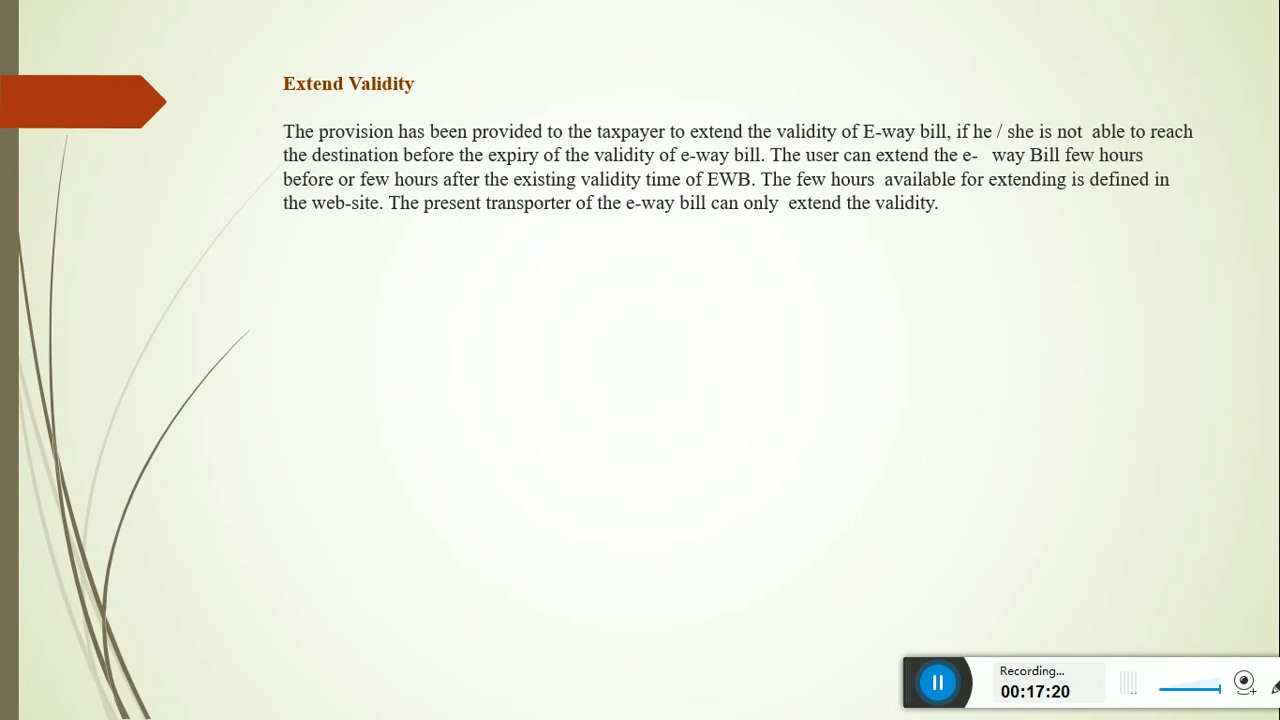 Extend Validity
The provision has been provided to the taxpayer to extend the validity of E-way bill, if he / she is not  able to reach
the destination before the expiry of the validity of e-way bill. The user can extend the e-   way Bill few hours
before or few hours after the existing validity time of EWB. The few hours  available for extending is defined in
the web-site. The present transporter of the e-way bill can only  extend the validity.
Recording...
00:17:20